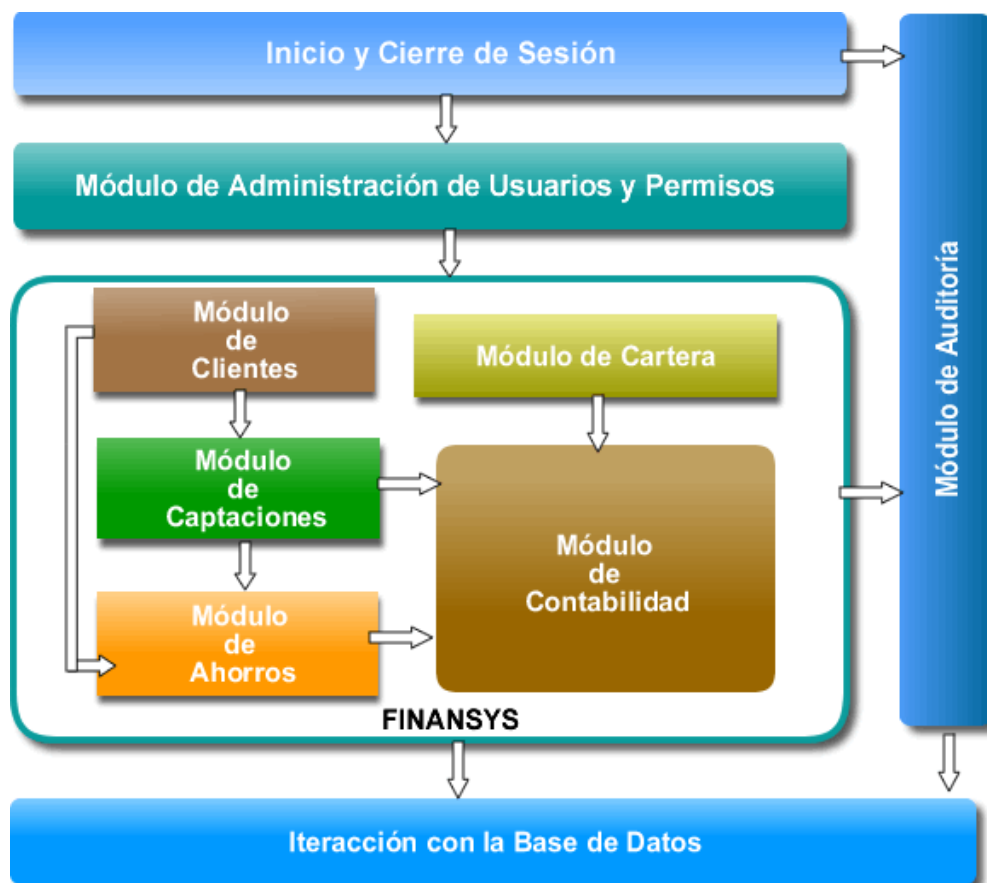 Inicio y Cierre de Sesión
Módulo de Administración de Usuarios y Permisos
Módulo
de
Clientes
Módulo de Cartera
Módulo
de
Captaciones
Módulo
de
Contabilidad
Módulo
de
Ahorros
FINANSYS
Módulo de Auditoría
Iteracción con la Base de Datos